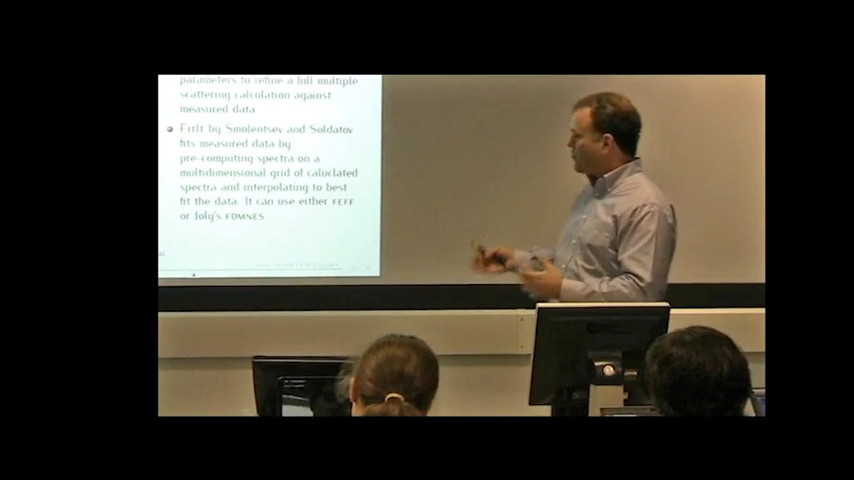 parameters to refine a full multiple
scattering calculation against
measured data
FitIt by Smolentsev and Soldatov
fits measured data by
pre-computing spectra on a
multidimensional grid of caluclated
spectra and interpolating to best
fit the data. It can use either FEFF
or Joly's FDMNES